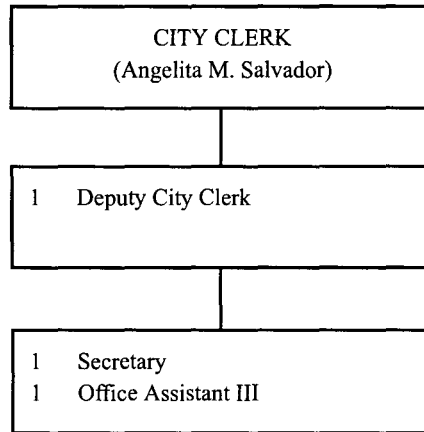 CITY CLERK
(Angelita M. Salvador)
1 Deputy City Clerk
1 Secretary
1 Office Assistant III